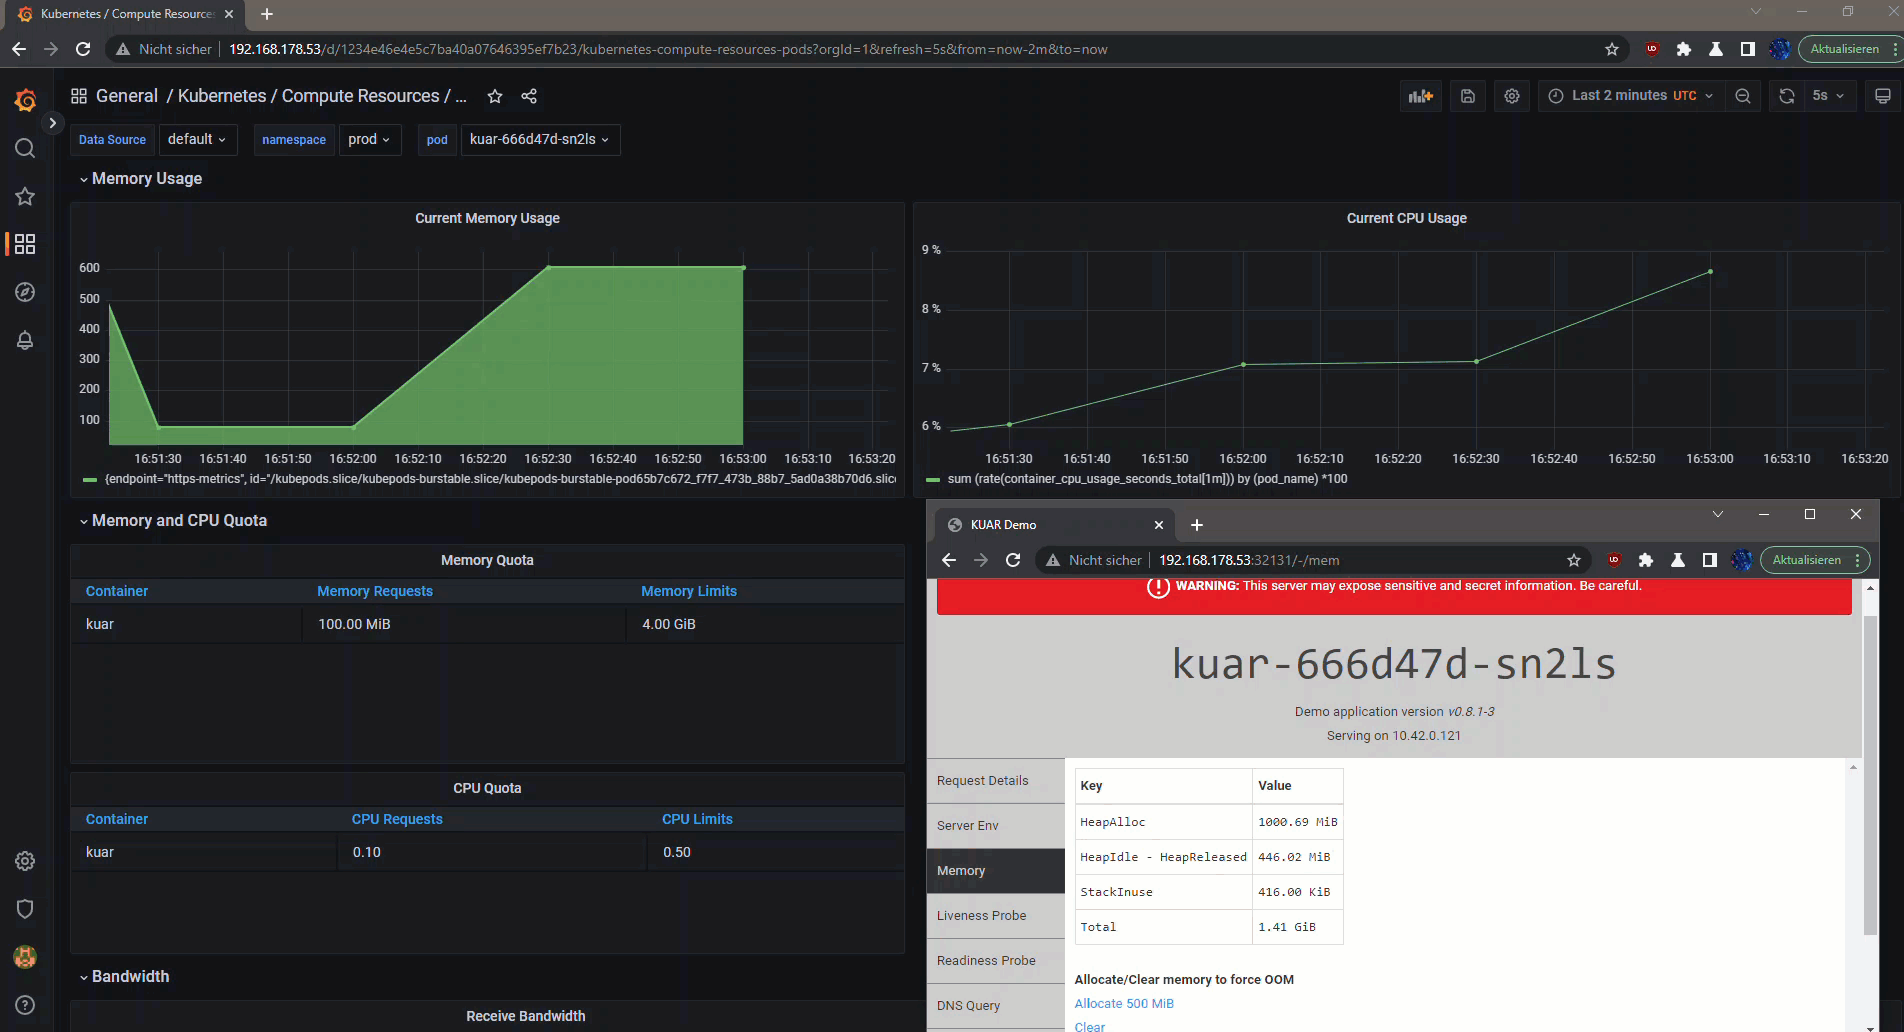 Kubernetes / Compute Resources
Nicht sicher
192.168.178.53/d/1234e46e4e5c7ba40a07646395ef7b23/kubernetes-compute-resources-pods?orgId=1&refresh=5s&from=now-2m&to=now
Aktualisieren
General / Kubernetes / Compute Resources / ...
Last 2 minutes UTC
5s
Data Source default namespace prod pod kuar-666d47d-sn2ls
Memory Usage
Current Memory Usage
600
500
400
300
200
100
16:51:30 16:51:40 16:51:50 16:52:00 16:52:10 16:52:20 16:52:30 16:52:40 16:52:50 16:53:00 16:53:10 16:53:20
{endpoint="https-metrics", id="/kubepods.slice/kubepods-burstable.slice/kubepods-burstable-pod65b7c672_f7f7_473b_88b7_5ad0a38b70d6.slice
Current CPU Usage
9 %
8 %
7 %
6 %
16:51:30 16:51:40 16:51:50 16:52:00 16:52:10 16:52:20 16:52:30 16:52:40 16:52:50 16:53:00 16:53:10 16:53:20
sum (rate(container_cpu_usage_seconds_total[1m])) by (pod_name) *100
Memory and CPU Quota
Memory Quota
Container Memory Requests Memory Limits
kuar 100.00 MiB 4.00 GiB
CPU Quota
Container CPU Requests CPU Limits
kuar 0.10 0.50
Bandwidth
Receive Bandwidth
KUAR Demo
Nicht sicher
192.168.178.53:32131/-/mem
Aktualisieren
WARNING: This server may expose sensitive and secret information. Be careful.
kuar-666d47d-sn2ls
Demo application version v0.8.1-3
Serving on 10.42.0.121
Request Details
Server Env
Memory
Liveness Probe
Readiness Probe
DNS Query
Key Value
HeapAlloc 1000.69 MiB
HeapIdle - HeapReleased 446.02 MiB
StackInuse 416.00 KiB
Total 1.41 GiB
Allocate/Clear memory to force OOM
Allocate 500 MiB
Clear